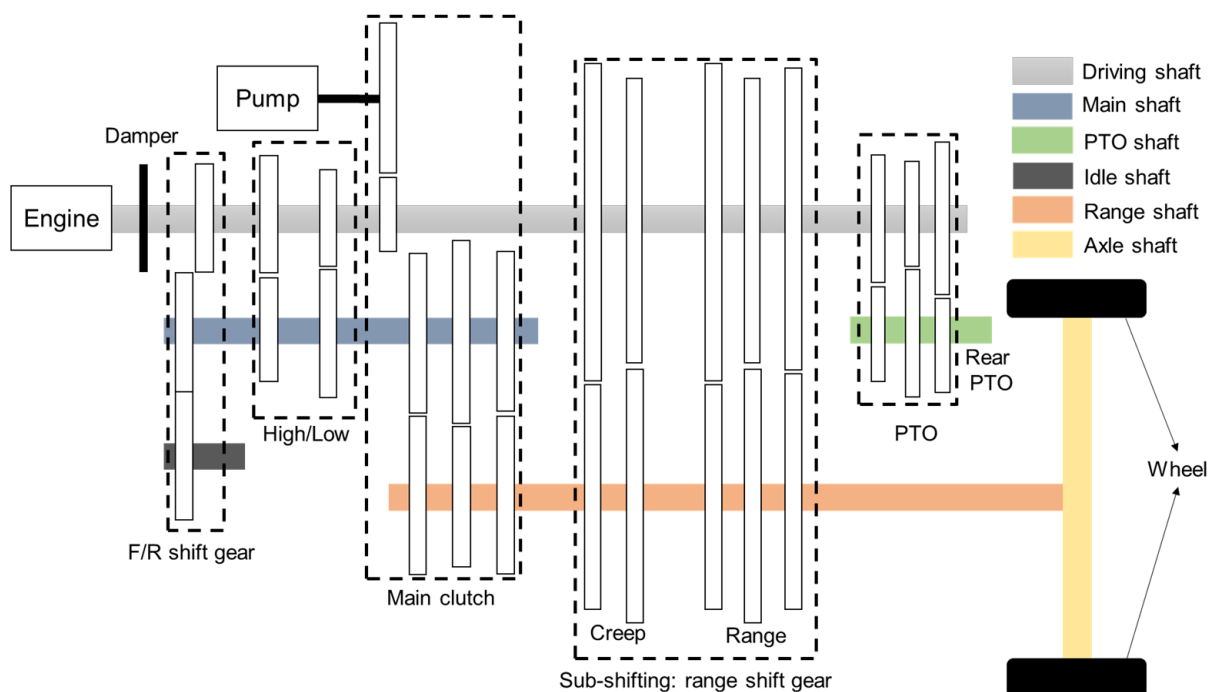 Pump
Damper
Engine
Driving shaft
Main shaft
PTO shaft
Idle shaft
Range shaft
Axle shaft
Rear
PTO
High/Low
PTO
Wheel
F/R shift gear
Main clutch
Creep
Range
Sub-shifting: range shift gear